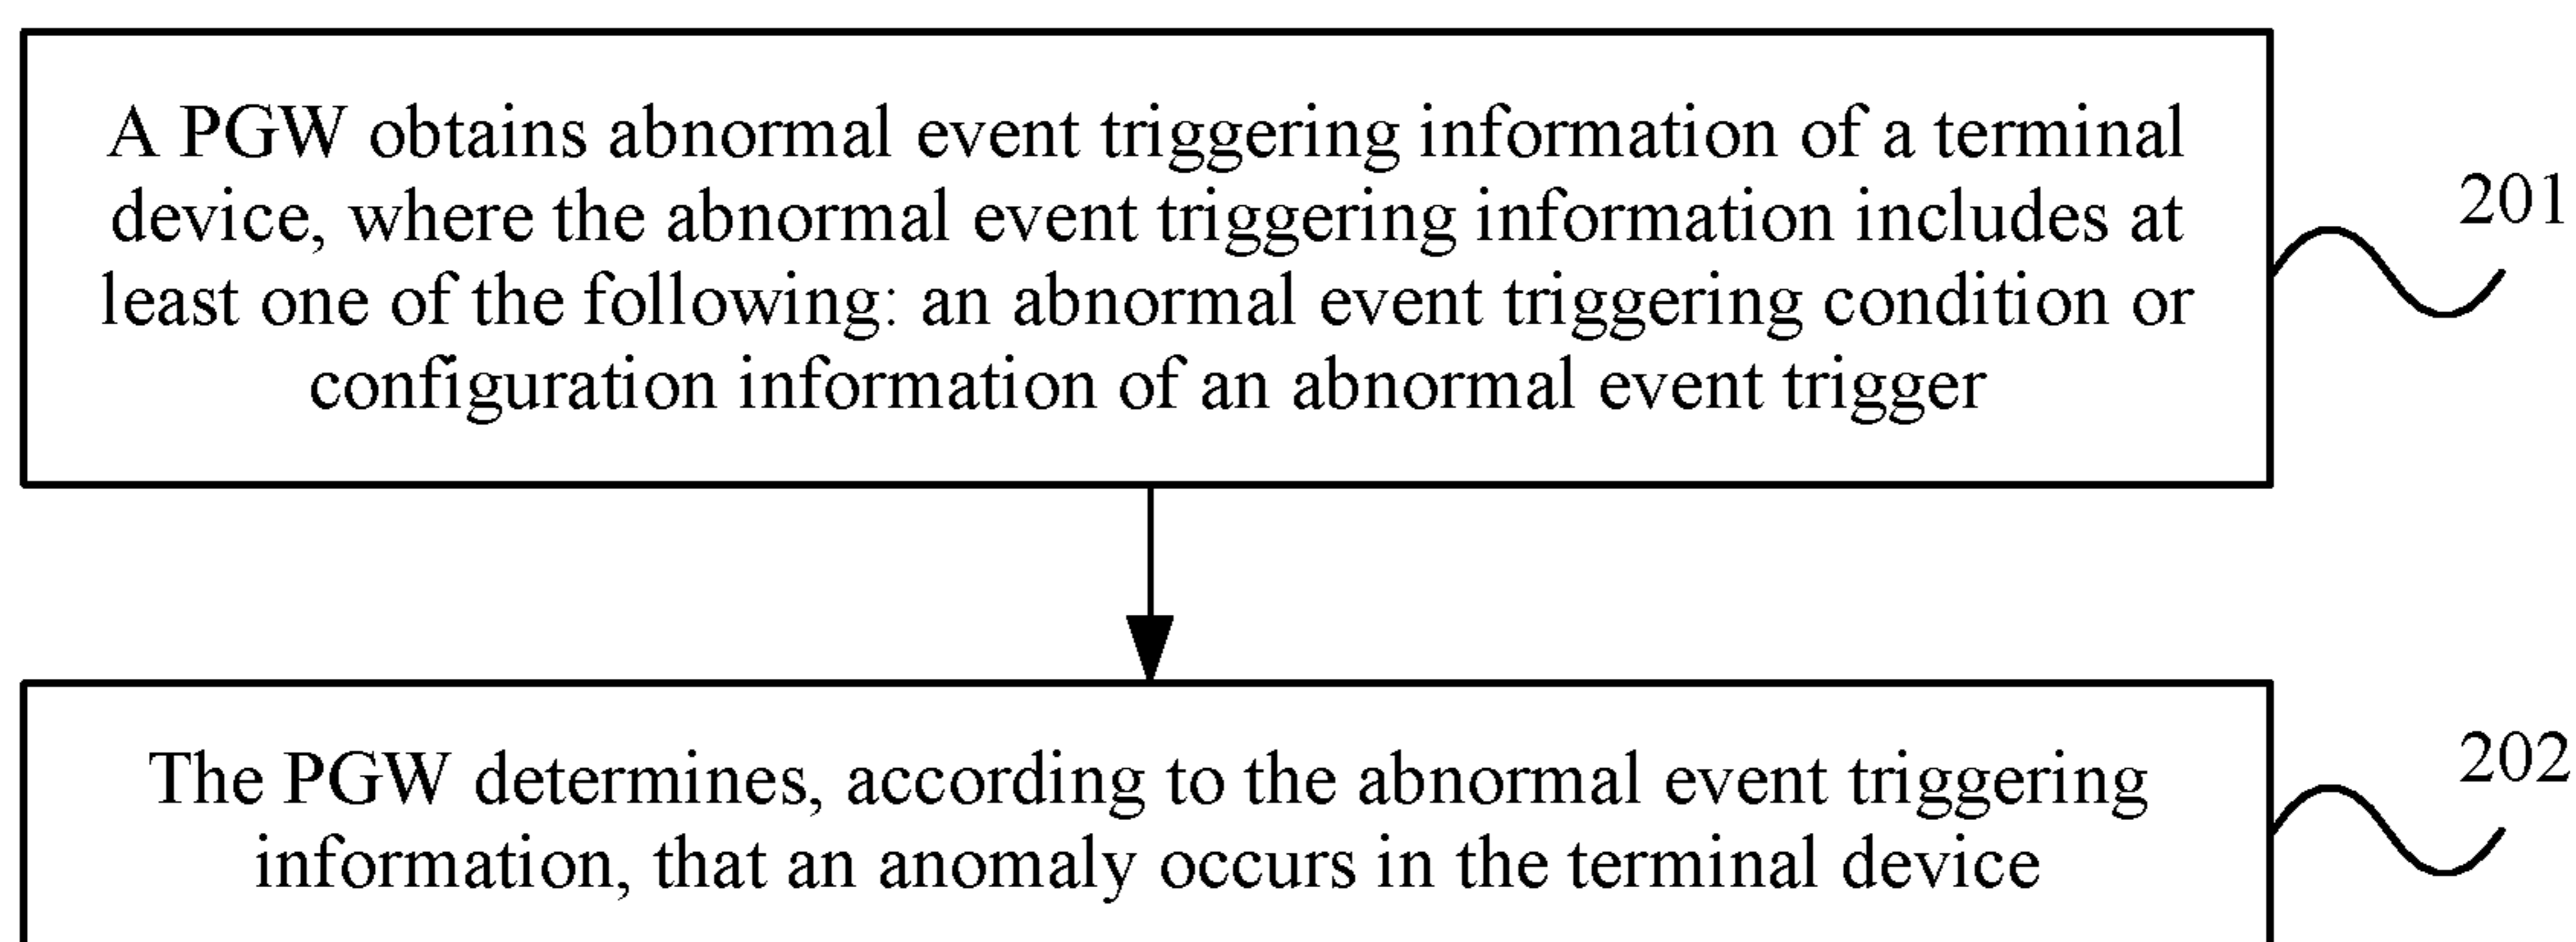 A PGW obtains abnormal event triggering information of a terminal
device, where the abnormal event triggering information includes at
least one of the following: an abnormal event triggering condition or
configuration information of an abnormal event trigger
201
The PGW determines, according to the abnormal event triggering
information, that an anomaly occurs in the terminal device
202